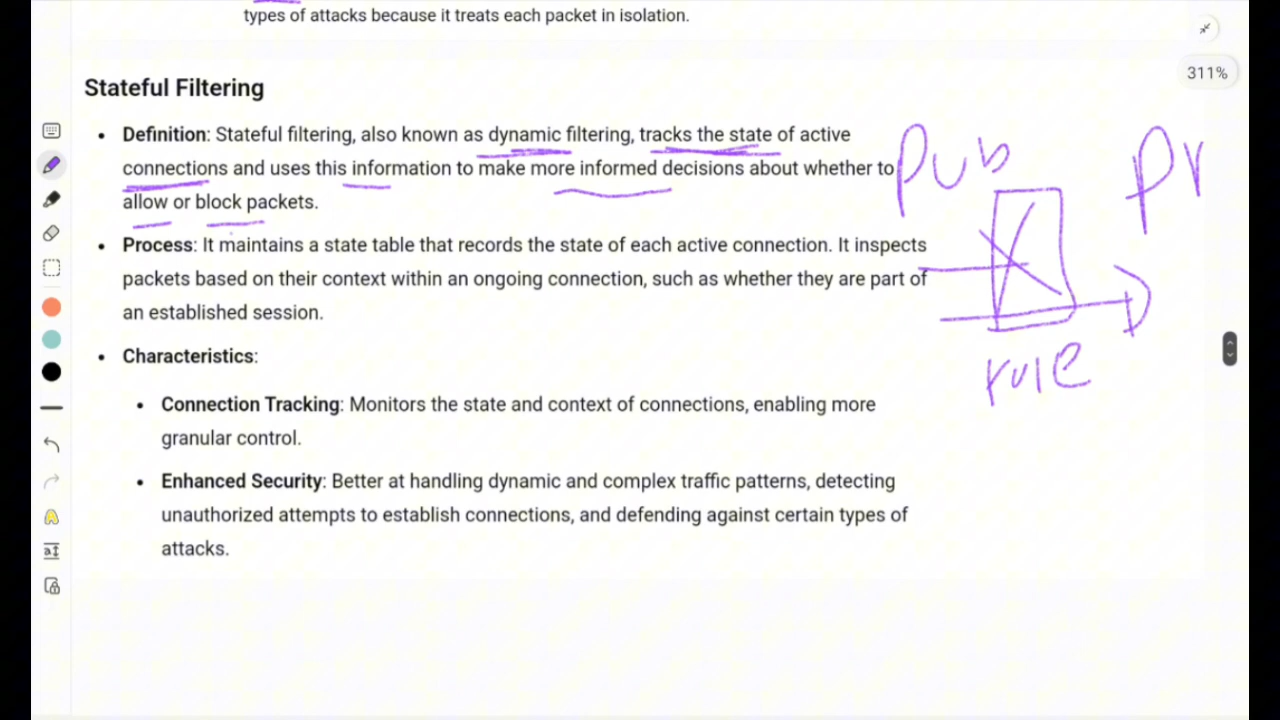 types of attacks because it treats each packet in isolation.
311%
Stateful Filtering
• Definition: Stateful filtering, also known as dynamic filtering, tracks the state of active
connections and uses this information to make more informed decisions about whether to
allow or block packets.
Pub
Pr
• Process: It maintains a state table that records the state of each active connection. It inspects
packets based on their context within an ongoing connection, such as whether they are part of
an established session.
rule
• Characteristics:
• Connection Tracking: Monitors the state and context of connections, enabling more
granular control.
• Enhanced Security: Better at handling dynamic and complex traffic patterns, detecting
unauthorized attempts to establish connections, and defending against certain types of
attacks.